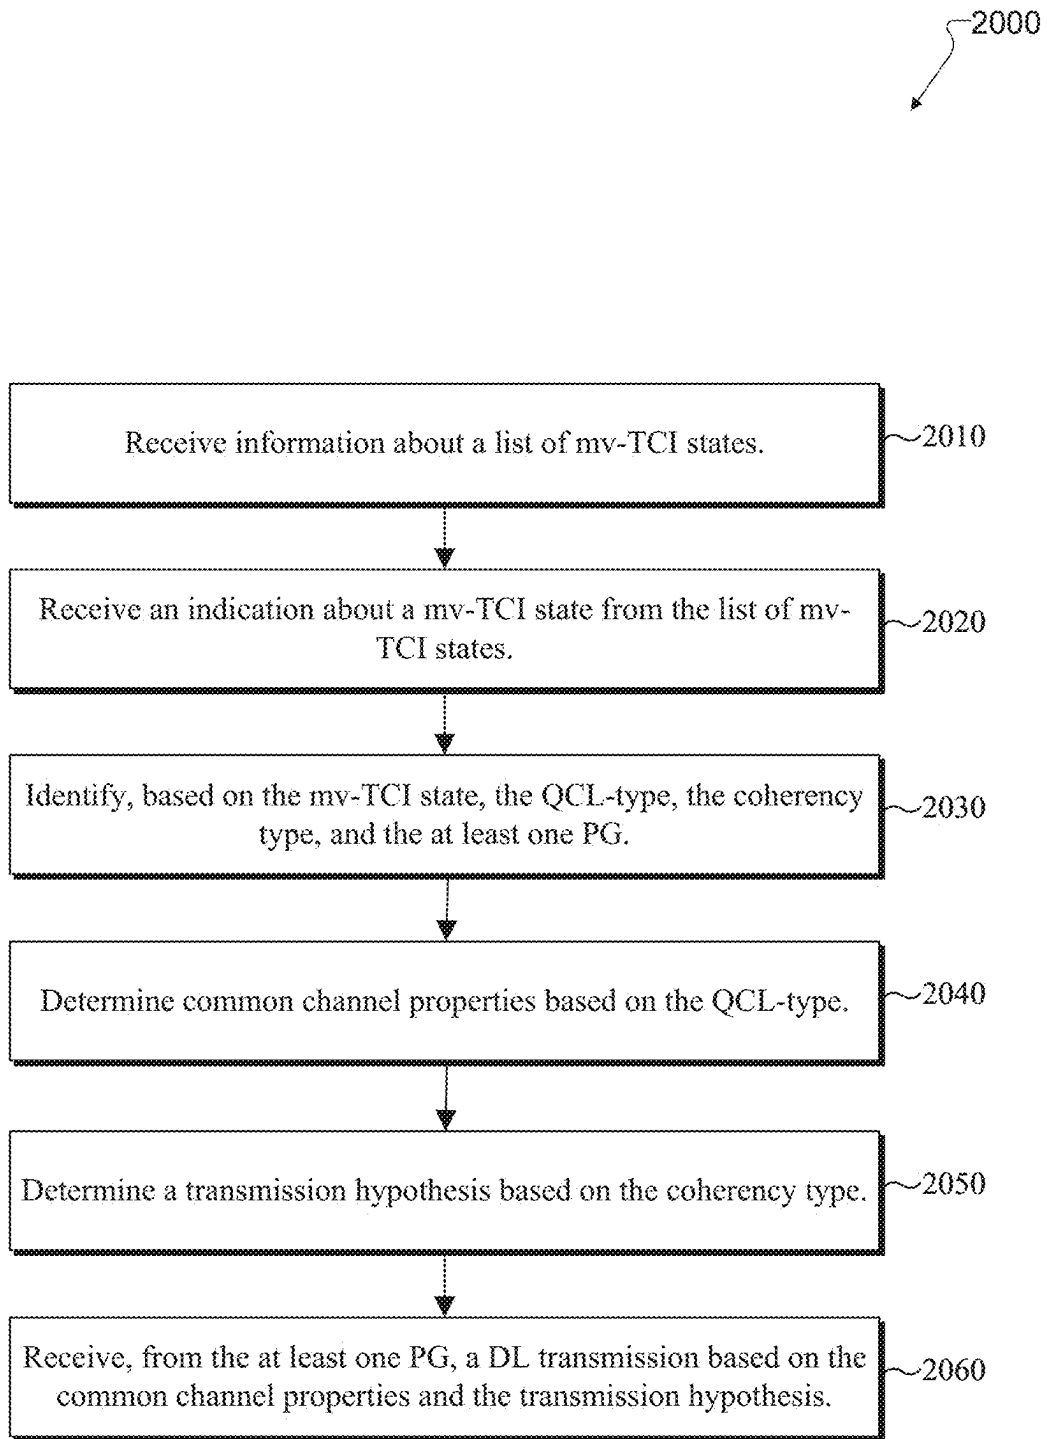 2000
Receive information about a list of mv-TCI states.
2010
Receive an indication about a mv-TCI state from the list of mv-
TCI states.
2020
Identify, based on the mv-TCI state, the QCL-type, the coherency
type, and the at least one PG.
2030
Determine common channel properties based on the QCL-type.
2040
Determine a transmission hypothesis based on the coherency type.
2050
Receive, from the at least one PG, a DL transmission based on the
common channel properties and the transmission hypothesis.
2060